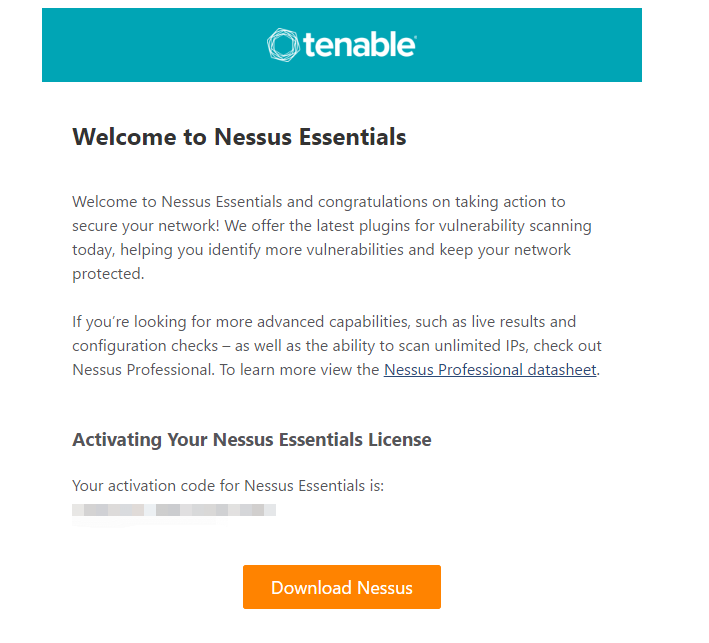 tenable
Welcome to Nessus Essentials
Welcome to Nessus Essentials and congratulations on taking action to
secure your network! We offer the latest plugins for vulnerability scanning
today, helping you identify more vulnerabilities and keep your network
protected.
If you’re looking for more advanced capabilities, such as live results and
configuration checks – as well as the ability to scan unlimited IPs, check out
Nessus Professional. To learn more view the Nessus Professional datasheet.
Activating Your Nessus Essentials License
Your activation code for Nessus Essentials is:
Download Nessus